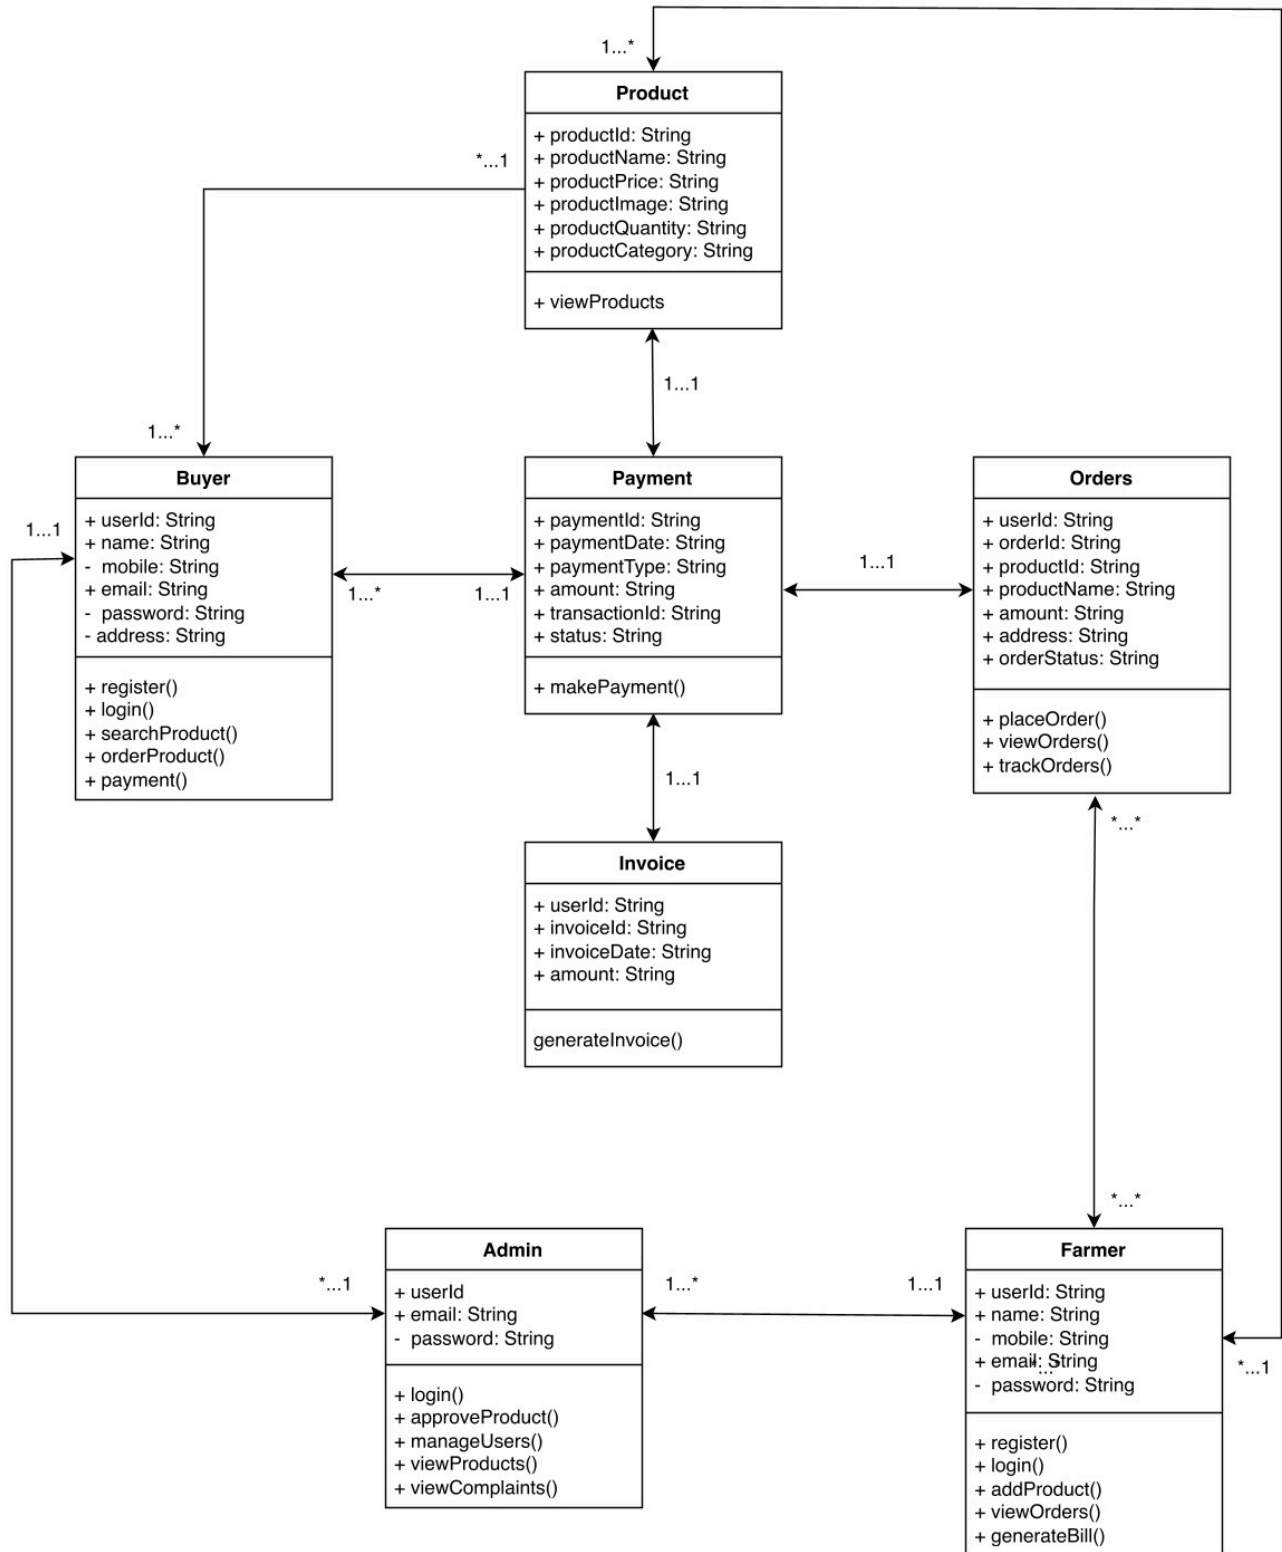 1...*
Product
+ productId: String
+ productName: String
+ productPrice: String
+ productImage: String
+ productQuantity: String
+ productCategory: String
+ viewProducts
*...1
1...1
1...*
Buyer
+ userId: String
+ name: String
- mobile: String
+ email: String
- password: String
- address: String
+ register()
+ login()
+ searchProduct()
+ orderProduct()
+ payment()
1...1
1...*
1...1
Payment
+ paymentId: String
+ paymentDate: String
+ paymentType: String
+ amount: String
+ transactionId: String
+ status: String
+ makePayment()
1...1
Orders
+ userId: String
+ orderId: String
+ productId: String
+ productName: String
+ amount: String
+ address: String
+ orderStatus: String
+ placeOrder()
+ viewOrders()
+ trackOrders()
1...1
*...*
Invoice
+ userId: String
+ invoiceId: String
+ invoiceDate: String
+ amount: String
generateInvoice()
*...*
*...1
Admin
+ userId
+ email: String
- password: String
+ login()
+ approveProduct()
+ manageUsers()
+ viewProducts()
+ viewComplaints()
1...*
1...1
Farmer
+ userId: String
+ name: String
- mobile: String
+ email: String
*...*
- password: String
+ register()
+ login()
+ addProduct()
+ viewOrders()
+ generateBill()
*...1